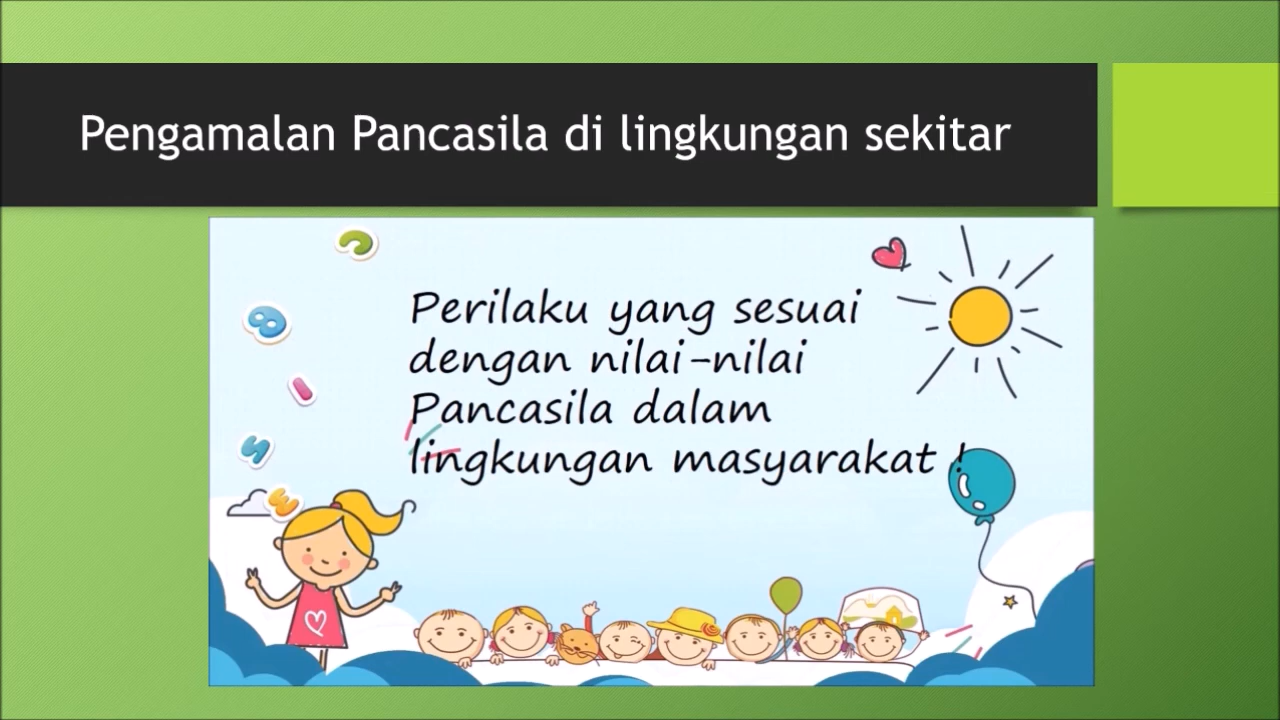 Pengamalan Pancasila di lingkungan sekitar
Perilaku yang sesuai
dengan nilai-nilai
Pancasila dalam
lingkungan masyarakat !